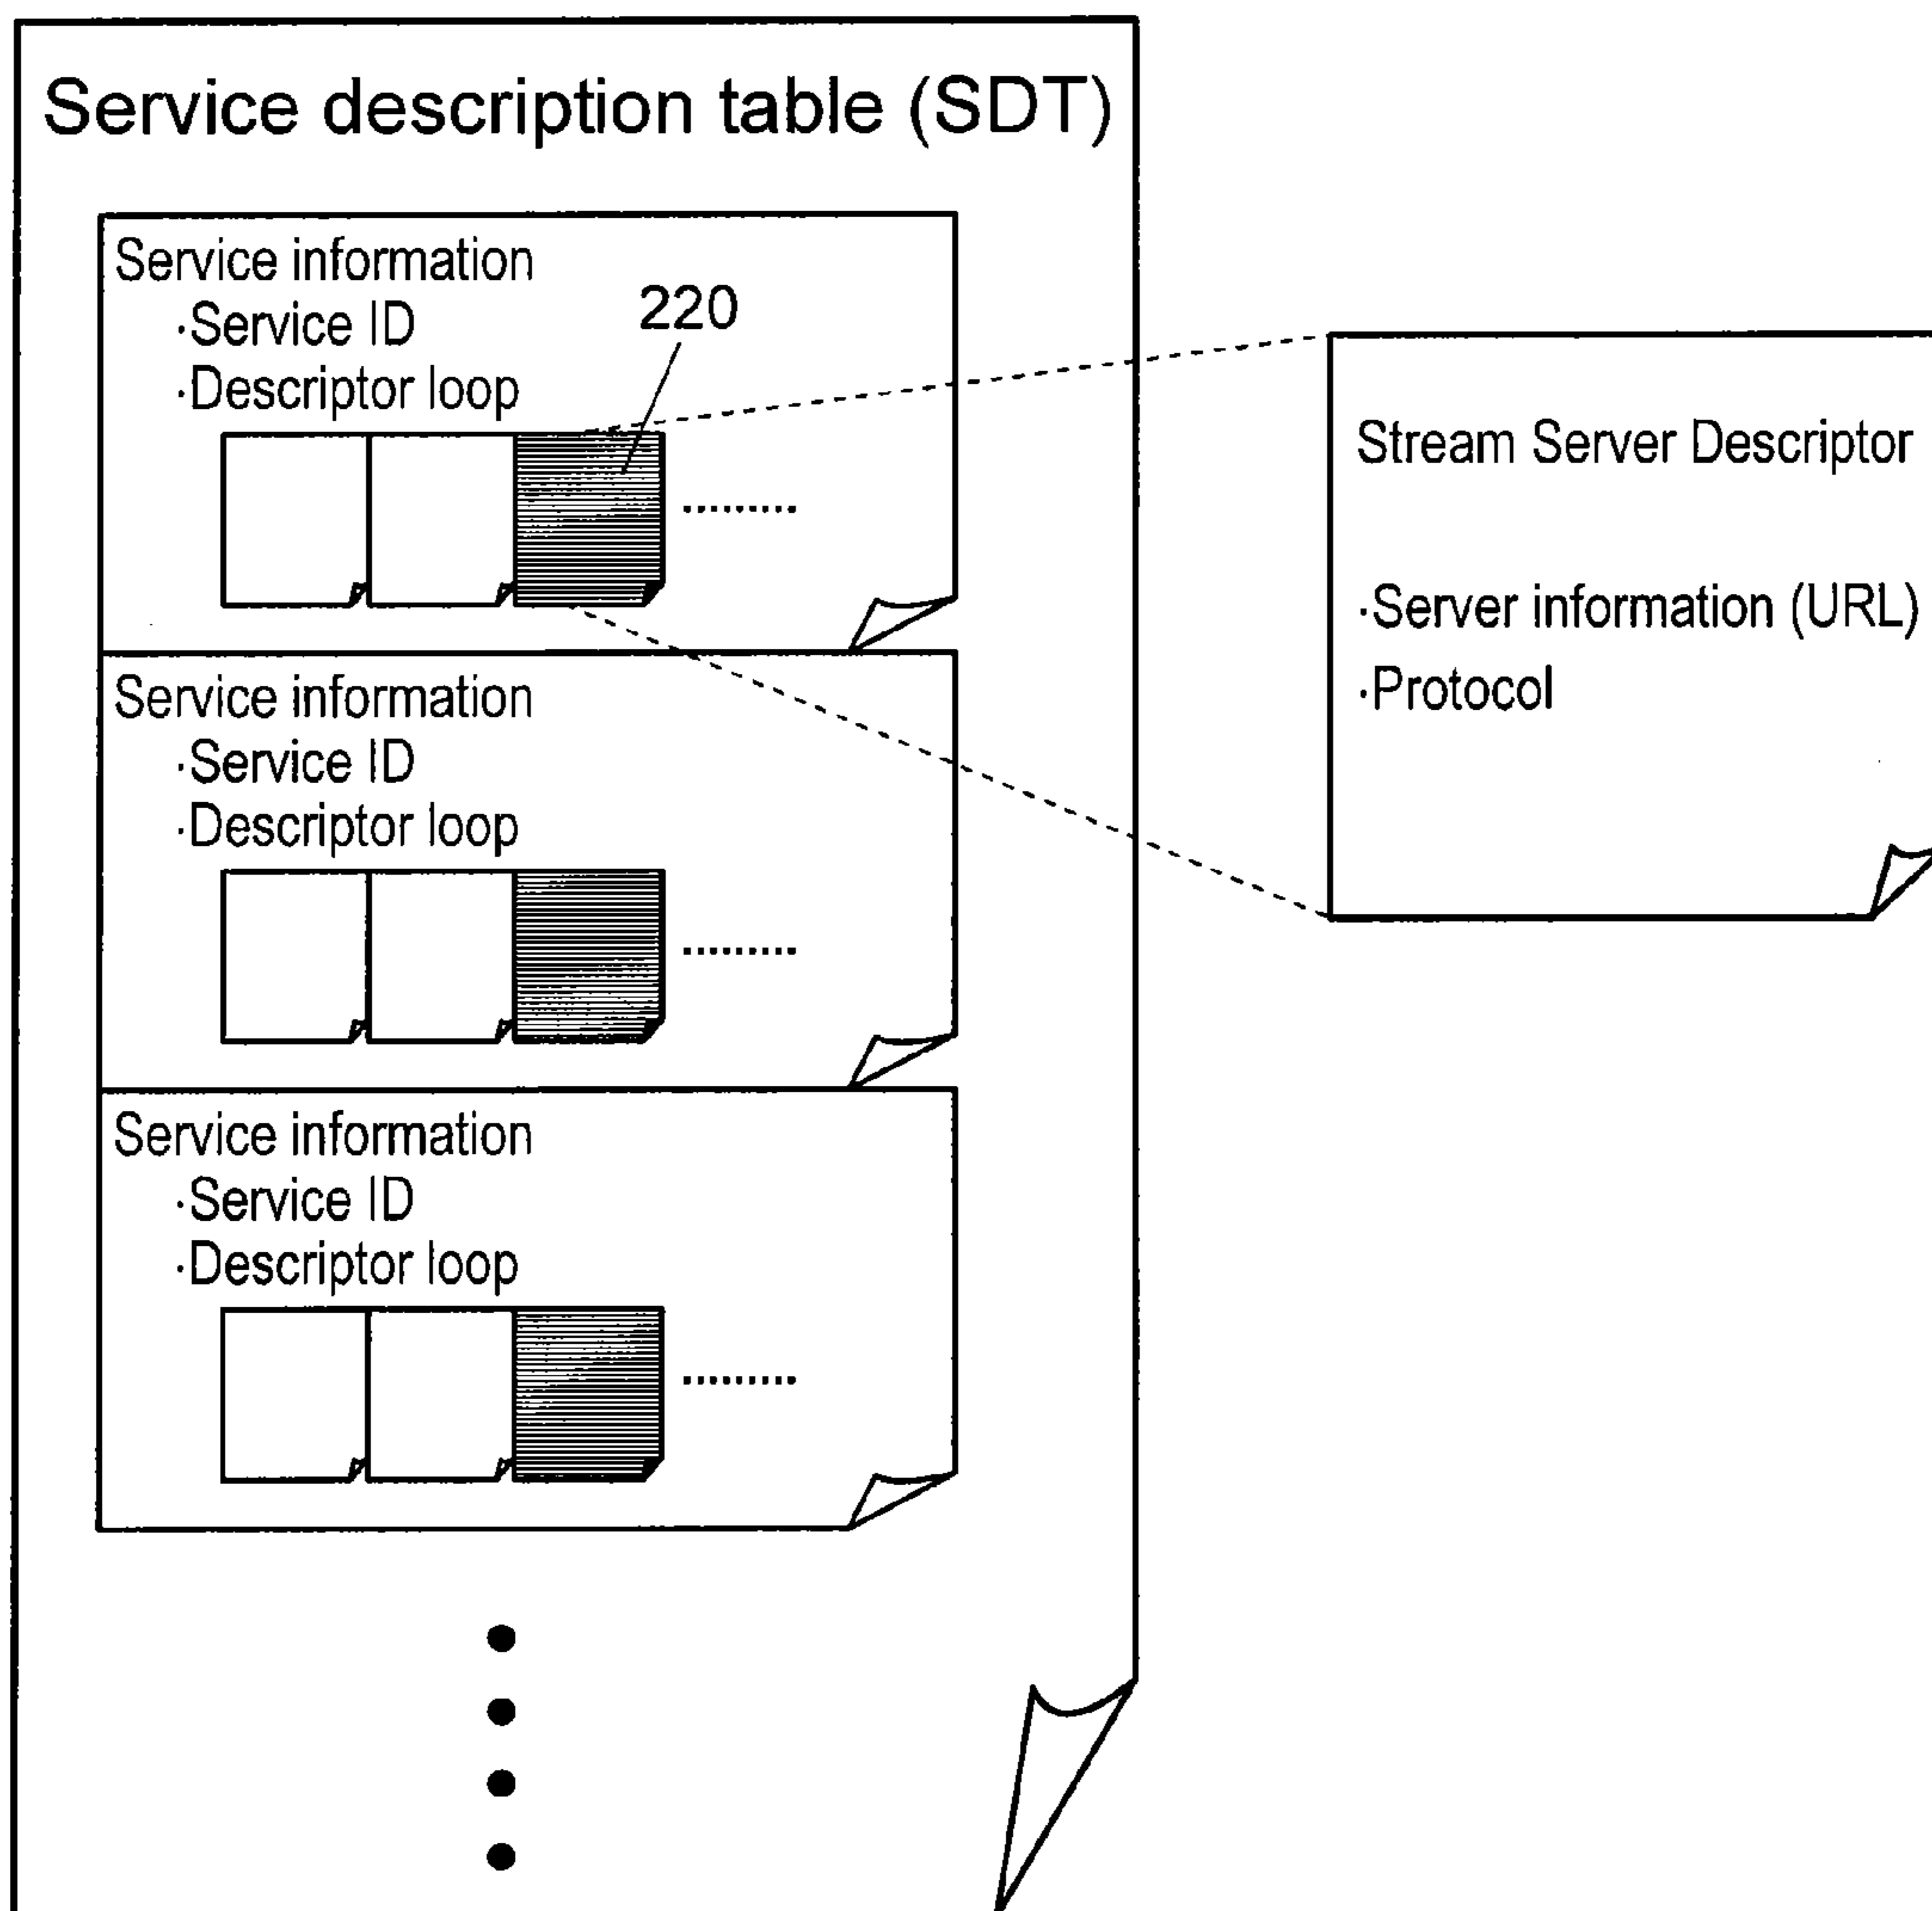 Service description table (SDT)
Service information
·Service ID
220
·Descriptor loop
Service information
·Service ID
·Descriptor loop
Service information
·Service ID
·Descriptor loop
Stream Server Descriptor
·Server information (URL)
·Protocol